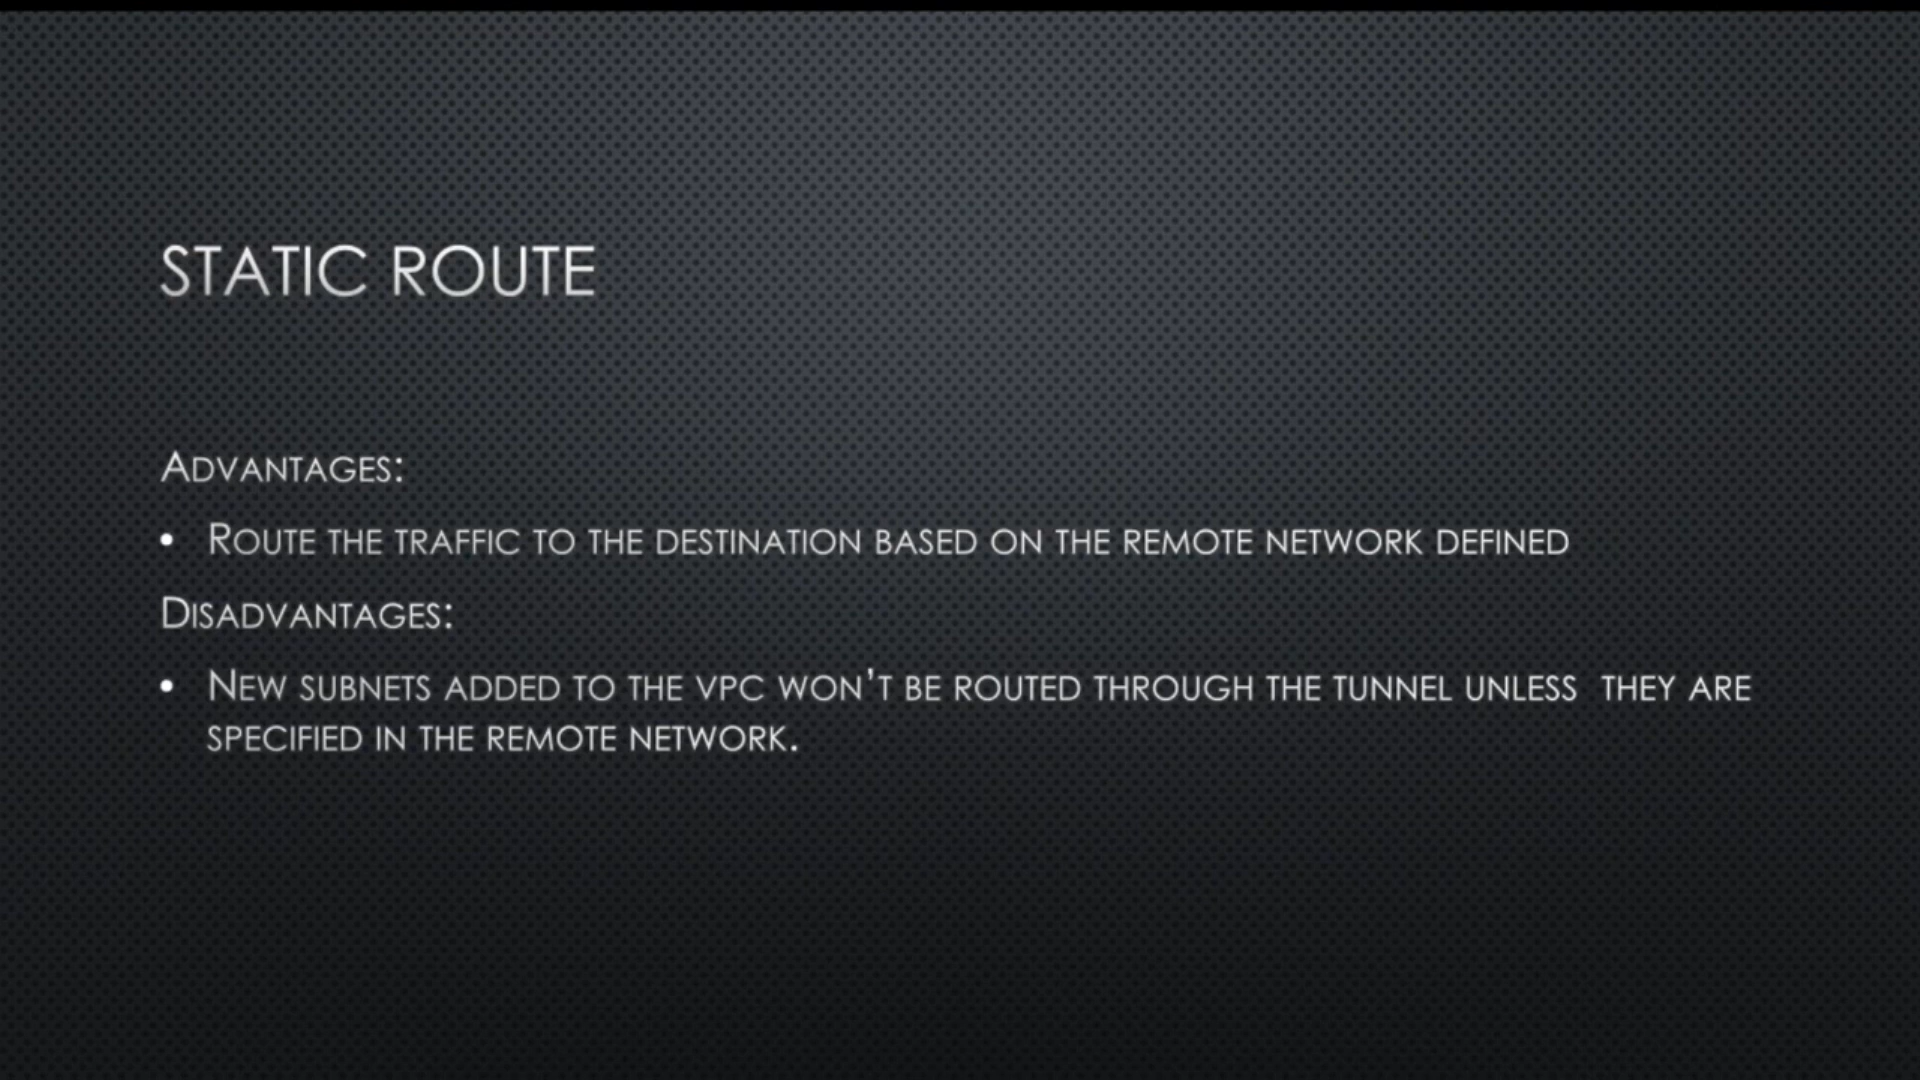 STATIC ROUTE
ADVANTAGES:
• ROUTE THE TRAFFIC TO THE DESTINATION BASED ON THE REMOTE NETWORK DEFINED
DISADVANTAGES:
• NEW SUBNETS ADDED TO THE VPC WON'T BE ROUTED THROUGH THE TUNNEL UNLESS THEY ARE
SPECIFIED IN THE REMOTE NETWORK.